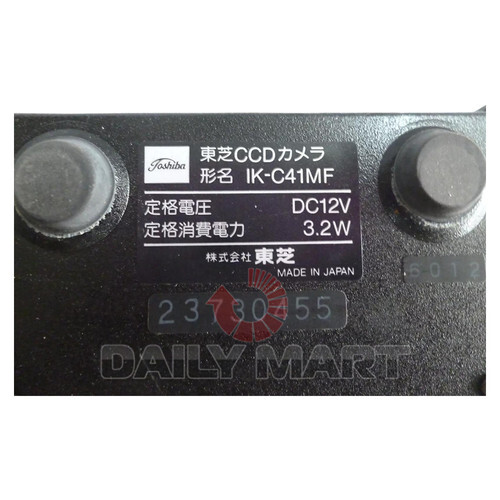 Toshiba
東芝CCDカメラ
形名 IK-C41MF
定格電圧 DC12V
定格消費電力 3.2W
株式会社 東芝
MADE IN JAPAN
6012
23730455
DAILY MART